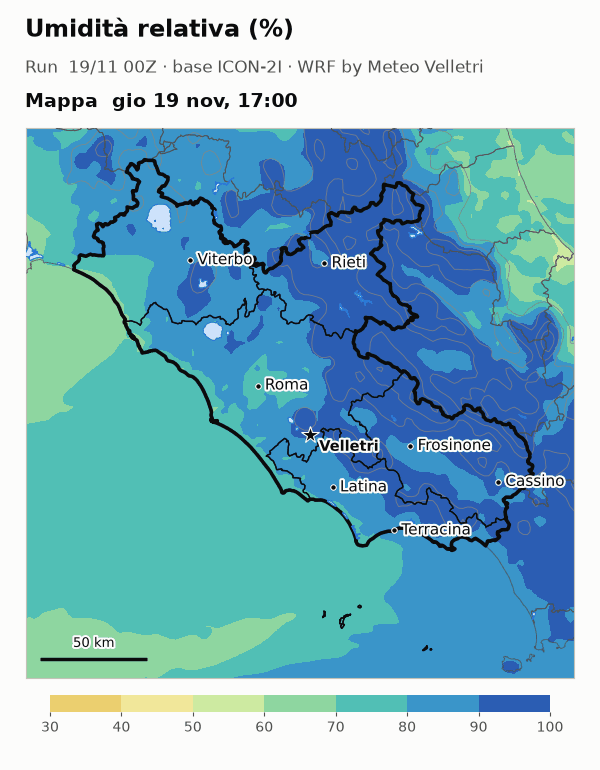 Umidità relativa (%)
Run  19/11 00Z · base ICON-2I · WRF by Meteo Velletri
Mappa  gio 19 nov, 17:00
Viterbo
Rieti
Roma
Velletri
Frosinone
Cassino
Latina
Terracina
50 km
30 40 50 60 70 80 90 100